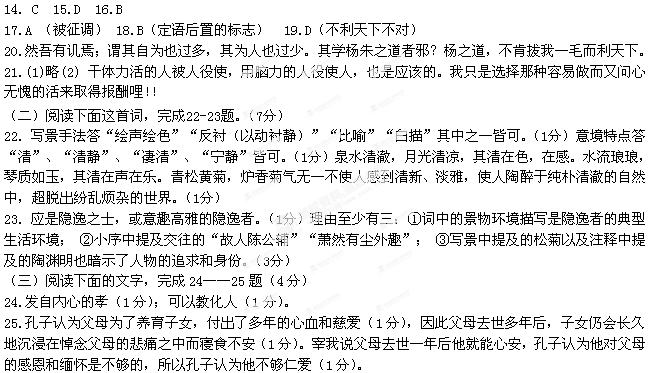 14. C  15.D  16.B
17.A （被征调） 18.B（定语后置的标志） 19.D（不利天下不对）
20.然吾有讥焉；谓其自为也过多，其为人也过少。其学杨朱之道者邪？杨之道，不肯拔我一毛而利天下。
21.(1)略(2) 干体力活的人被人役使，用脑力的人役使人，也是应该的。我只是选择那种容易做而又问心
无愧的活来取得报酬哩!!
（二）阅读下面这首词，完成22-23题。（7分）
22. 写景手法答“绘声绘色”“反衬（以动衬静）”“比喻”“白描”其中之一皆可。（1分）意境特点答
“清”、“清静”、“凄清”、“宁静”皆可。（1分）泉水清澈，月光清凉，其清在色，在感。水流琅琅，
琴质如玉，其清在声在乐。青松黄菊，炉香菊气无一不使人感到清新、淡雅，使人陶醉于纯朴清澈的自然
中，超脱出纷乱烦杂的世界。（1分）
23. 应是隐逸之士，或意趣高雅的隐逸者。（1分）理由至少有三：①词中的景物环境描写是隐逸者的典型
生活环境； ②小序中提及交往的“故人陈公辅”“萧然有尘外趣”； ③写景中提及的松菊以及注释中提
及的陶渊明也暗示了人物的追求和身份。（3分）
（三）阅读下面的文字，完成24——25题（4分）
24.发自内心的孝（1分）；可以教化人（1分）。
25.孔子认为父母为了养育子女，付出了多年的心血和慈爱（1分），因此父母去世多年后，子女仍会长久
地沉浸在悼念父母的悲痛之中而寝食不安（1分）。宰我说父母去世一年后他就能心安，孔子认为他对父母
的感恩和缅怀是不够的，所以孔子认为他不够仁爱（1分）。